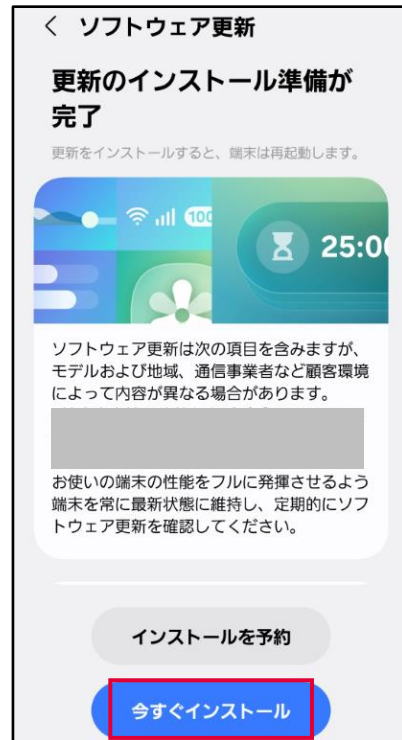 く ソフトウェア更新
更新のインストール準備が
完了
更新をインストールすると、端末は再起動します。
100
25:00
ソフトウェア更新は次の項目を含みますが、
モデルおよび地域、通信事業者など顧客環境
によって内容が異なる場合があります。
お使いの端末の性能をフルに発揮させるよう
端末を常に最新状態に維持し、定期的にソフ
トウェア更新を確認してください。
インストールを予約
今すぐインストール